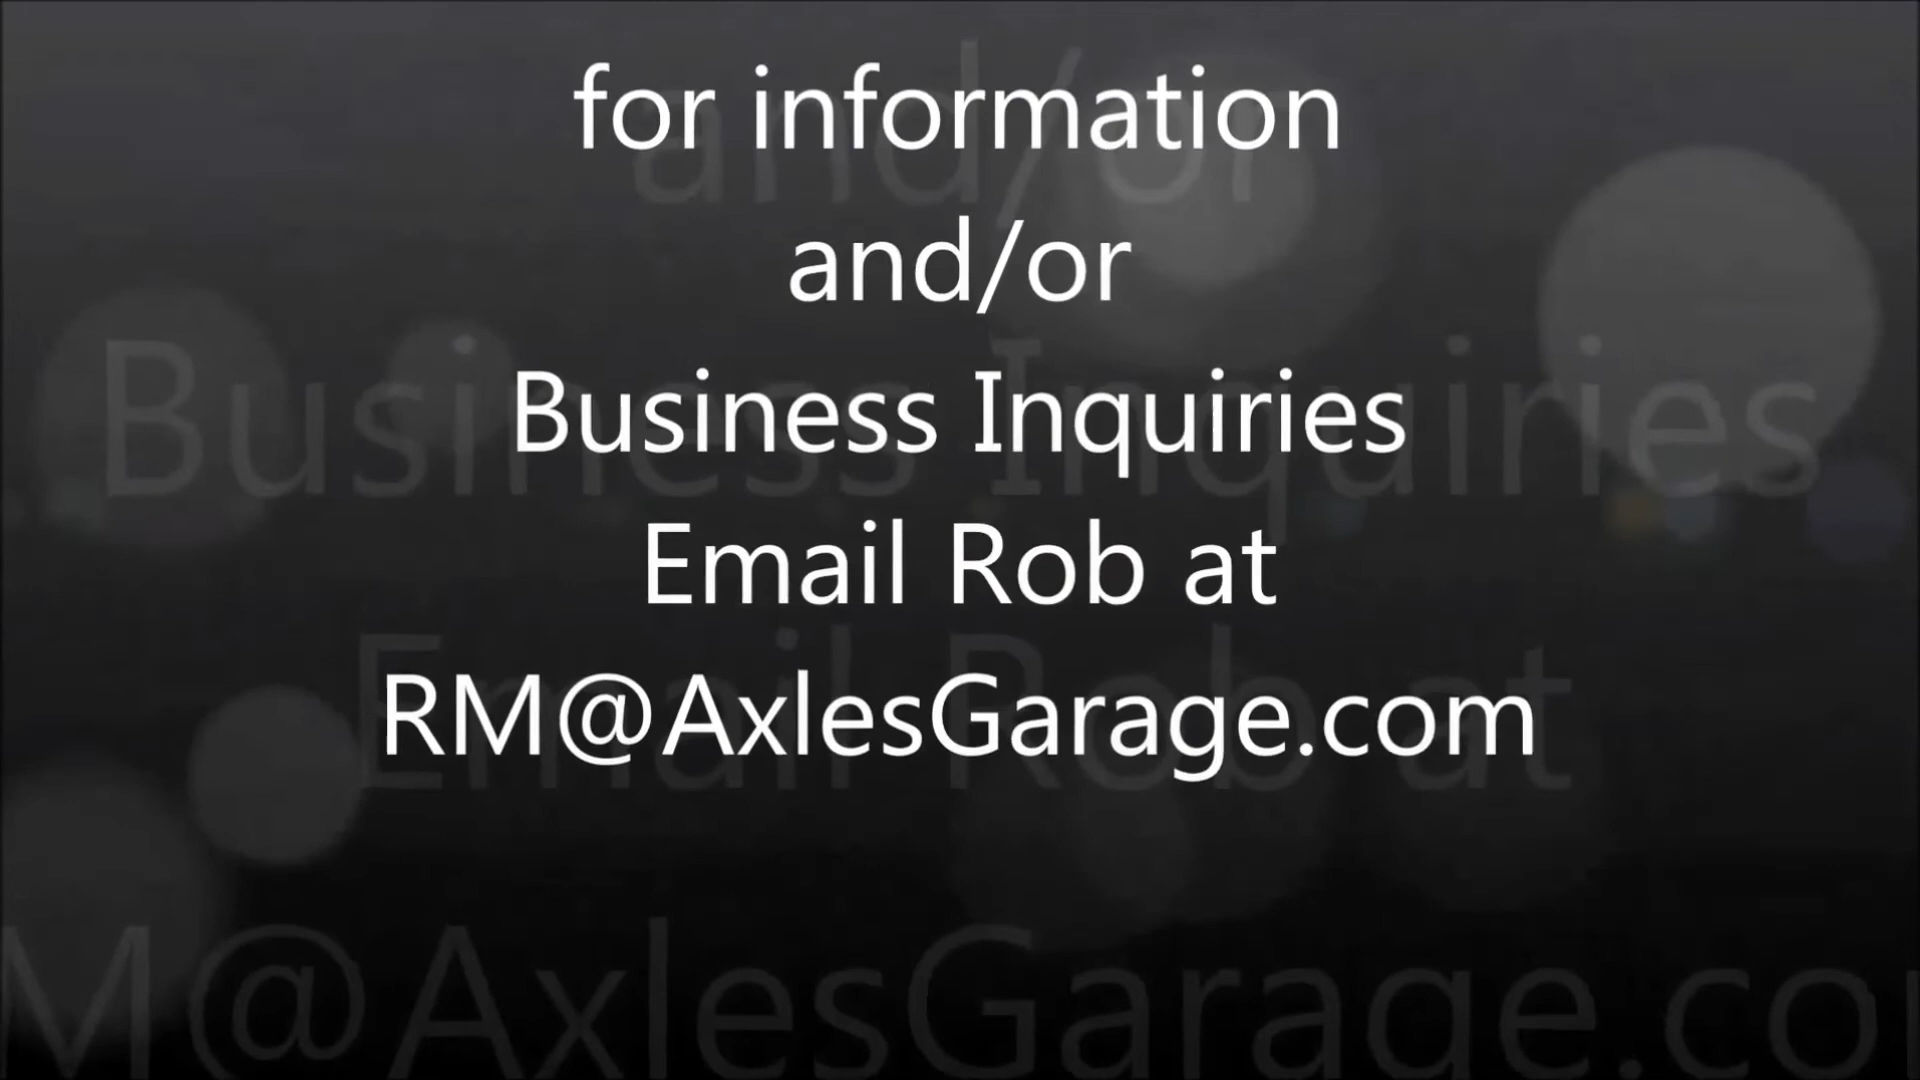 for information
and/or
Business Inquiries
Email Rob at
RM@AxlesGarage.com